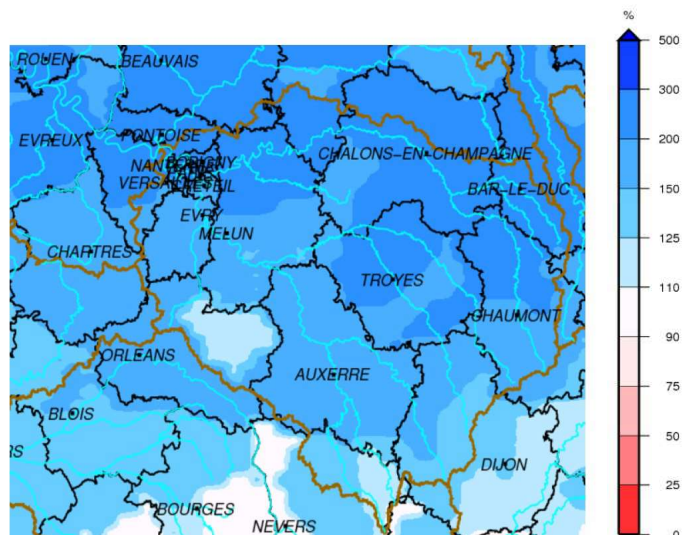 %
500
ROUEN
BEAUVAIS
300
EVREUX
PONTOISE
200
CHALONS-EN-CHAMPAGNE
VERSAILLES
BAR-LE-DUC
150
EVRY
MELUN
125
CHARTRES
TROYES
110
CHAUMONT
90
ORLEANS
AUXERRE
75
BLOIS
50
DIJON
25
BOURGES
NEVERS
0